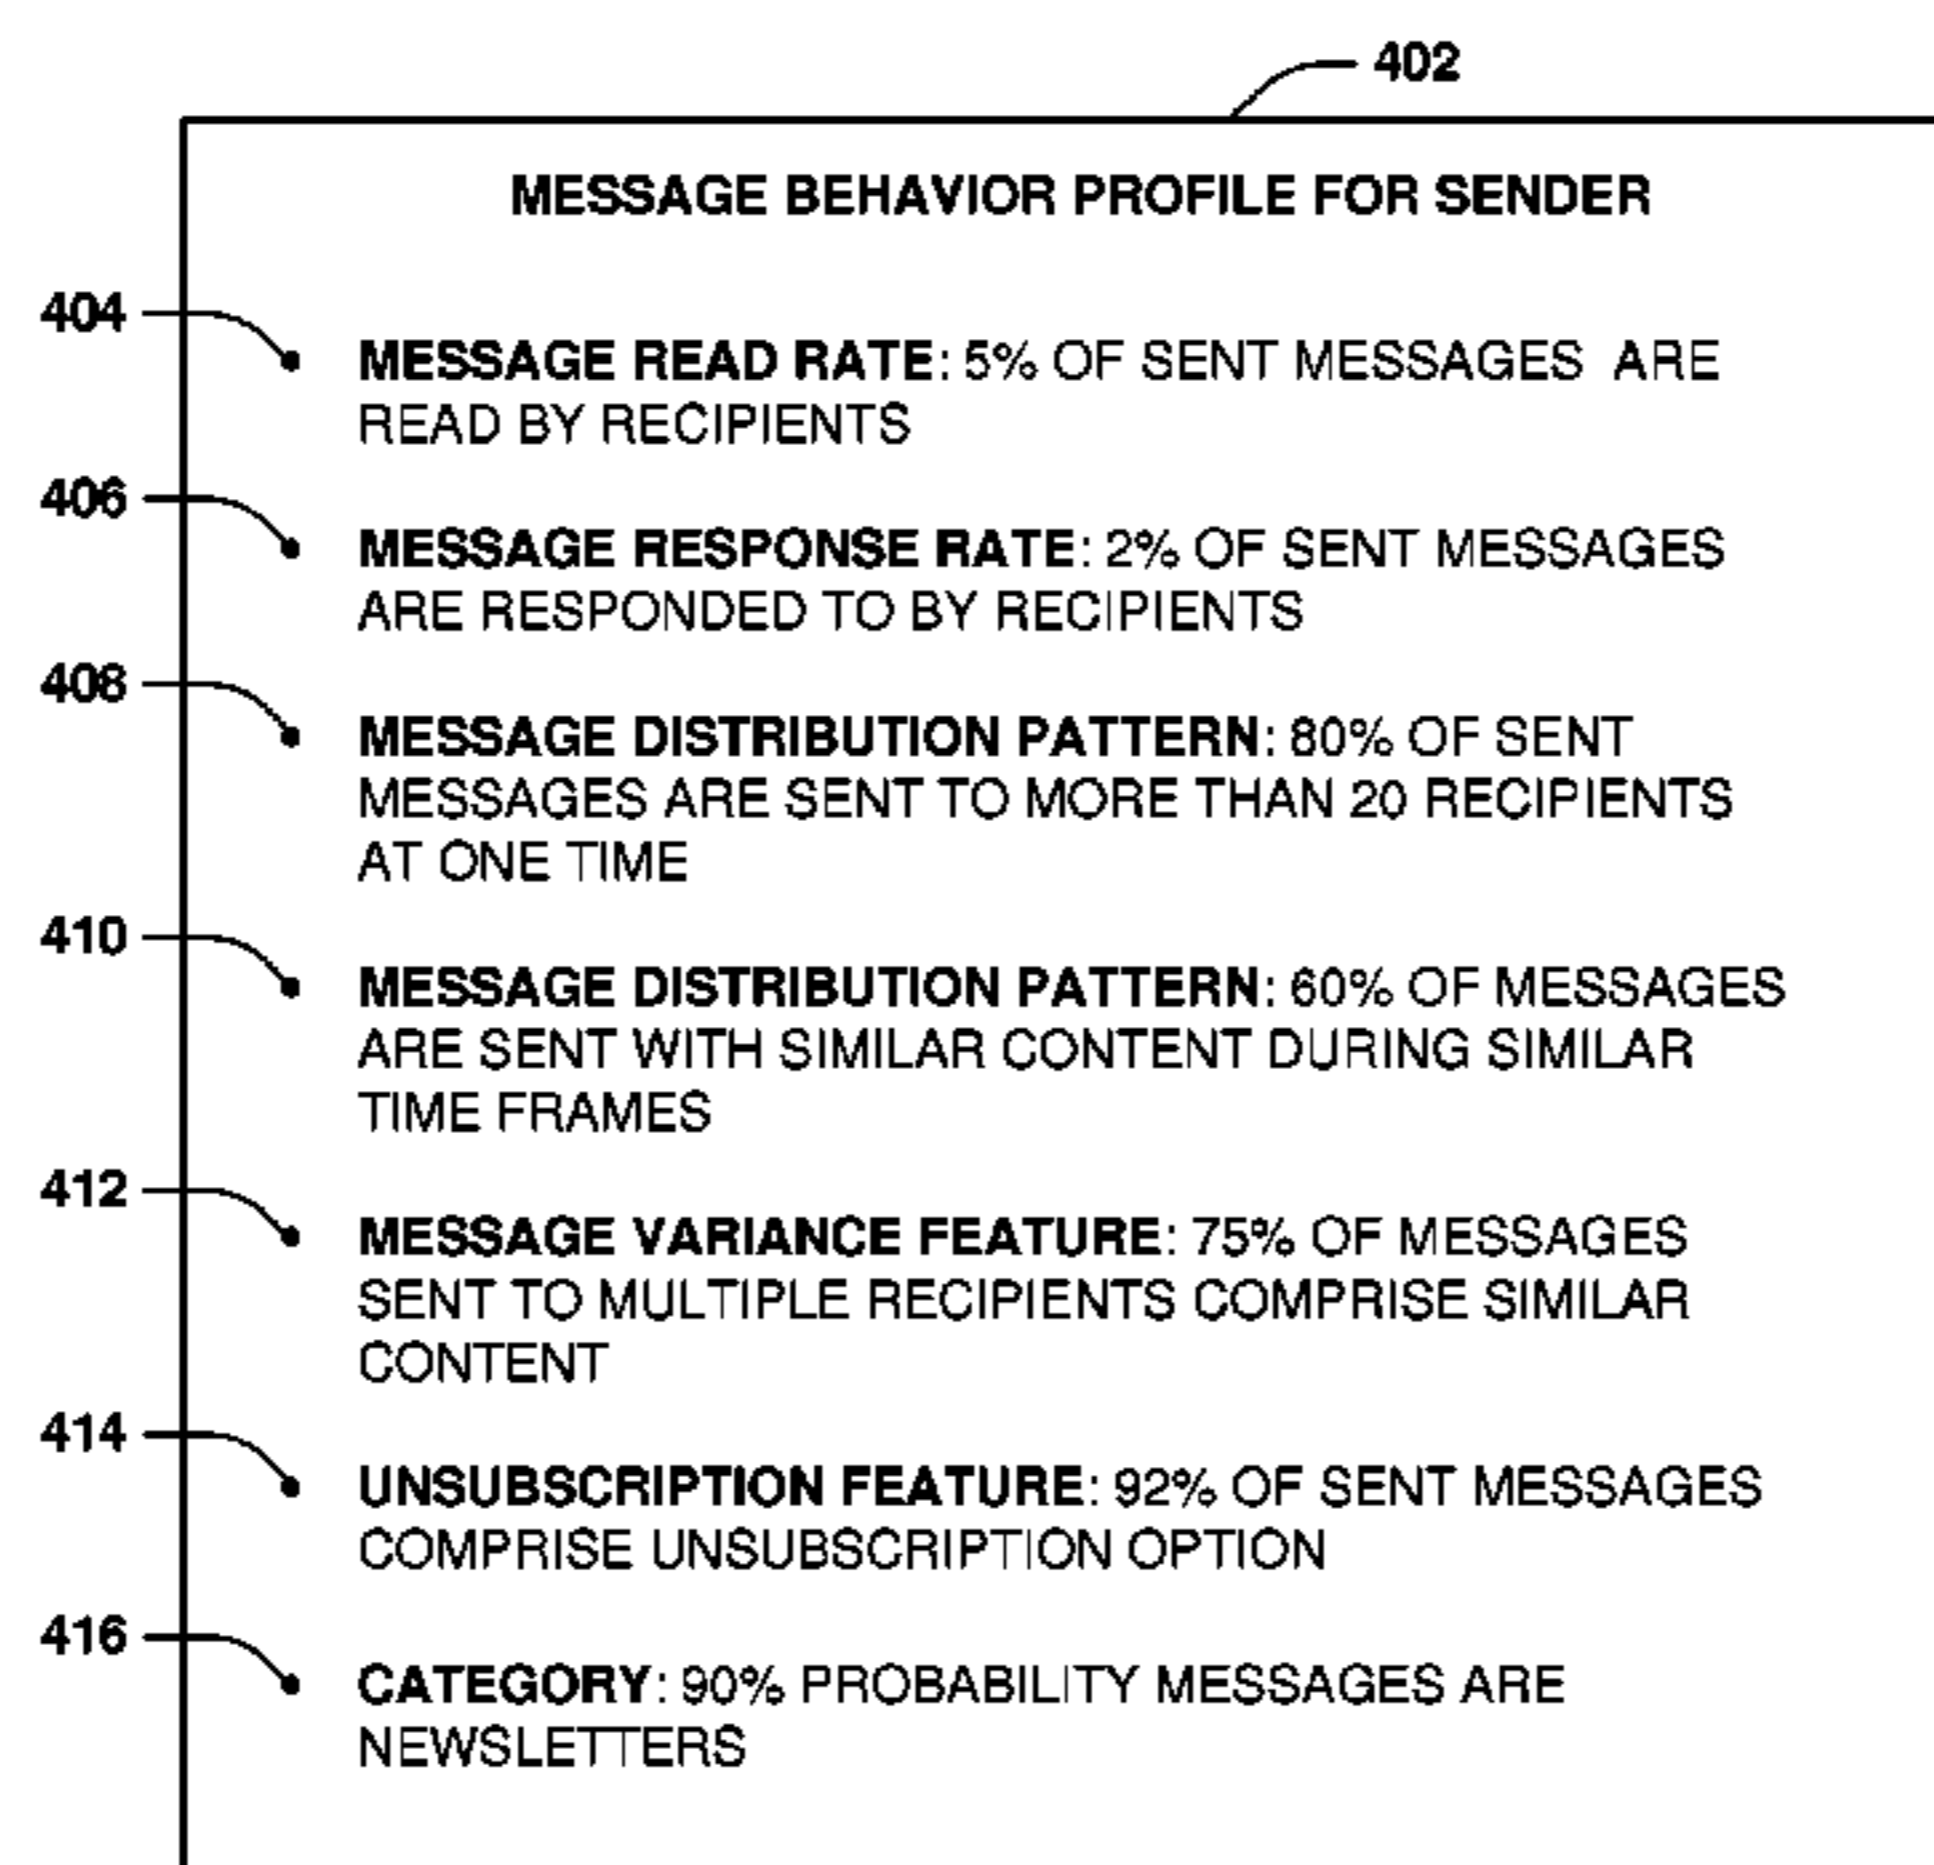 402
MESSAGE BEHAVIOR PROFILE FOR SENDER
404
MESSAGE READ RATE: 5% OF SENT MESSAGES ARE
READ BY RECIPIENTS
406
MESSAGE RESPONSE RATE: 2% OF SENT MESSAGES
ARE RESPONDED TO BY RECIPIENTS
408
MESSAGE DISTRIBUTION PATTERN: 80% OF SENT
MESSAGES ARE SENT TO MORE THAN 20 RECIPIENTS
AT ONE TIME
410
MESSAGE DISTRIBUTION PATTERN: 60% OF MESSAGES
ARE SENT WITH SIMILAR CONTENT DURING SIMILAR
TIME FRAMES
412
MESSAGE VARIANCE FEATURE: 75% OF MESSAGES
SENT TO MULTIPLE RECIPIENTS COMPRISE SIMILAR
CONTENT
414
UNSUBSCRIPTION FEATURE: 92% OF SENT MESSAGES
COMPRISE UNSUBSCRIPTION OPTION
416
CATEGORY: 90% PROBABILITY MESSAGES ARE
NEWSLETTERS